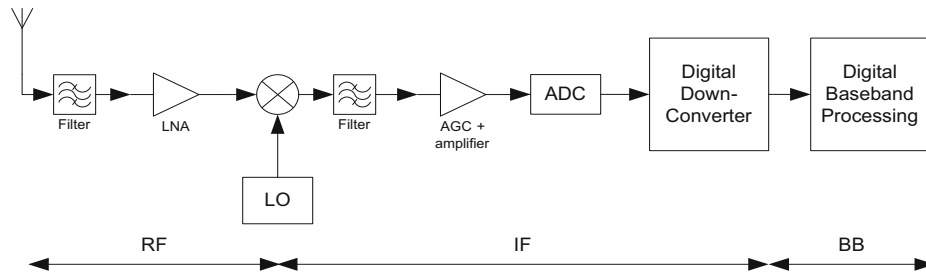 Filter
LNA
LO
Filter
AGC +
amplifier
ADC
Digital
Down-
Converter
Digital
Baseband
Processing
RF
IF
BB